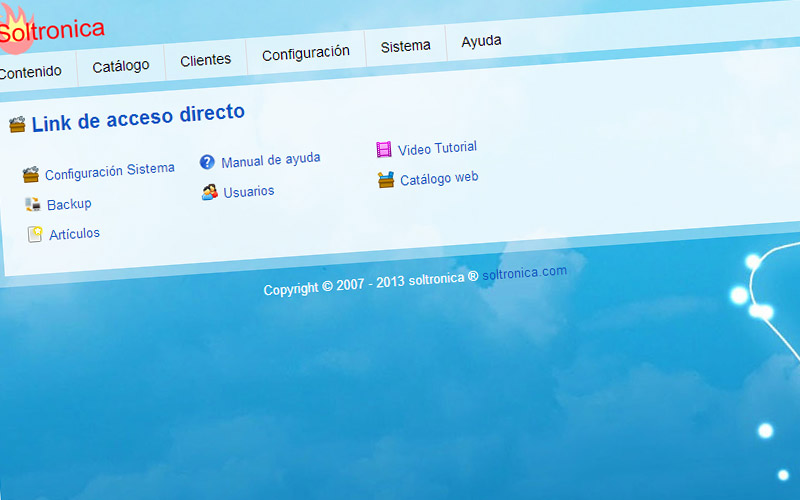 Soltronica
Contenido Catálogo Clientes Configuración Sistema Ayuda
Link de acceso directo
Configuración Sistema Manual de ayuda Video Tutorial
Backup Usuarios Catálogo web
Artículos
Copyright © 2007 - 2013 soltronica ® soltronica.com